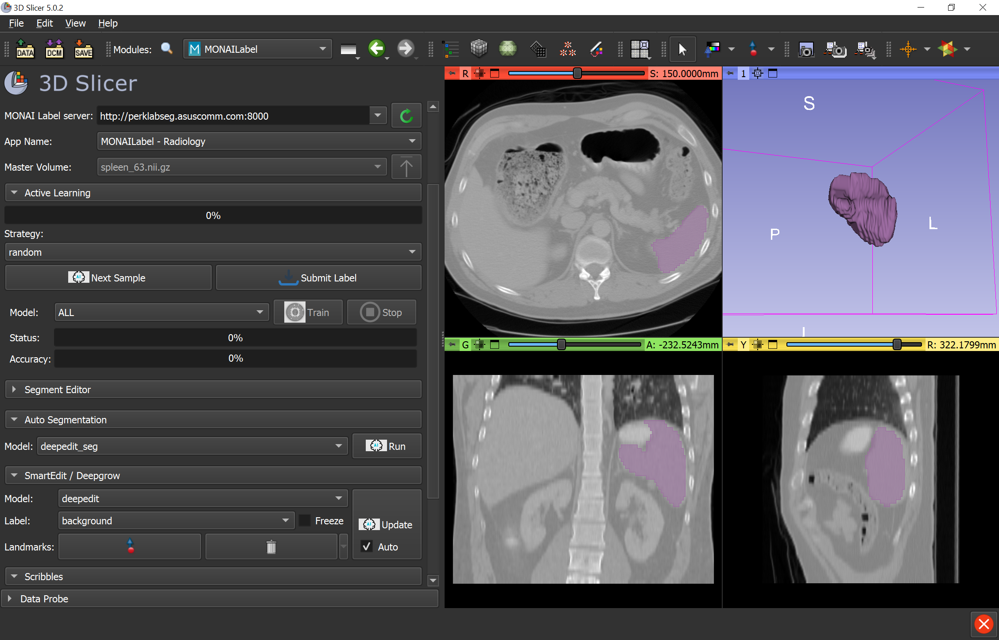 3D Slicer 5.0.2
File Edit View Help
DATA DCM SAVE Modules: M MONAILabel
3D Slicer
MONAI Label server: http://perklabseg.asuscomm.com:8000
App Name: MONAILabel - Radiology
Master Volume: spleen_63.nii.gz
Active Learning
0%
Strategy:
random
AI Next Sample
Submit Label
Model: ALL Train Stop
Status: 0%
Accuracy: 0%
Segment Editor
Auto Segmentation
Model: deepedit_seg AI Run
SmartEdit / Deepgrow
Model: deepedit
Label: background Freeze
AI Update
Landmarks: Auto
Scribbles
Data Probe
R S: 150.0000mm
1
S
P
L
I
G A: -232.5243mm
Y R: 322.1799mm